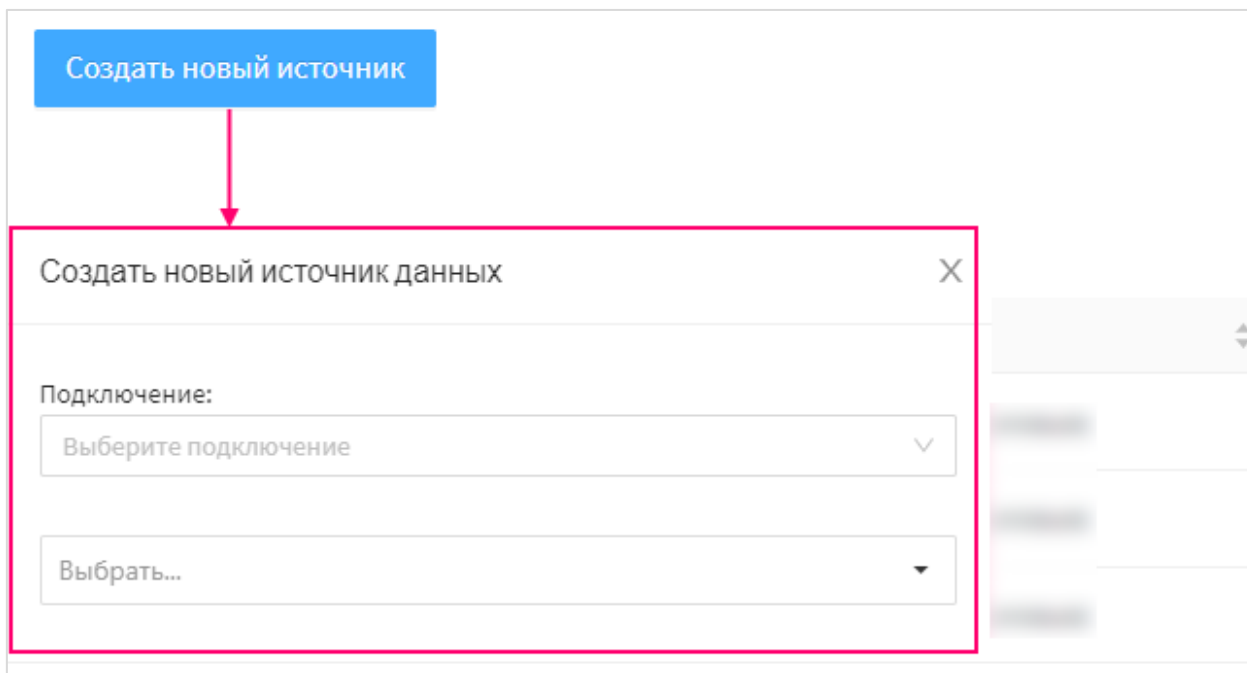 Создать новый источник
Создать новый источник данных
Подключение:
Выберите подключение
Выбрать...